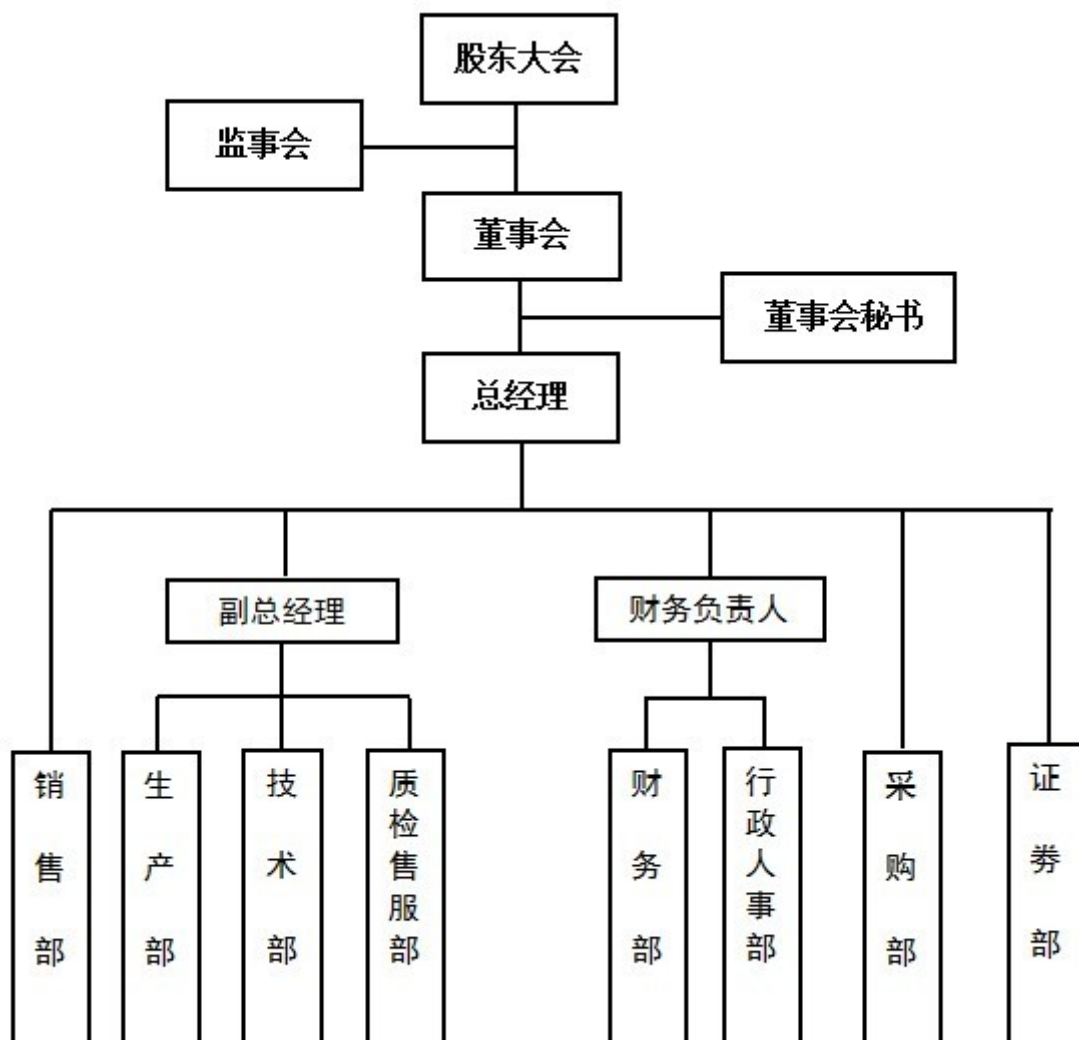 股东大会
监事会
董事会
董事会秘书
总经理
副总经理
财务负责人
销售部
生产部
技术部
质检售服部
财务部
行政人事部
采购部
证劵部